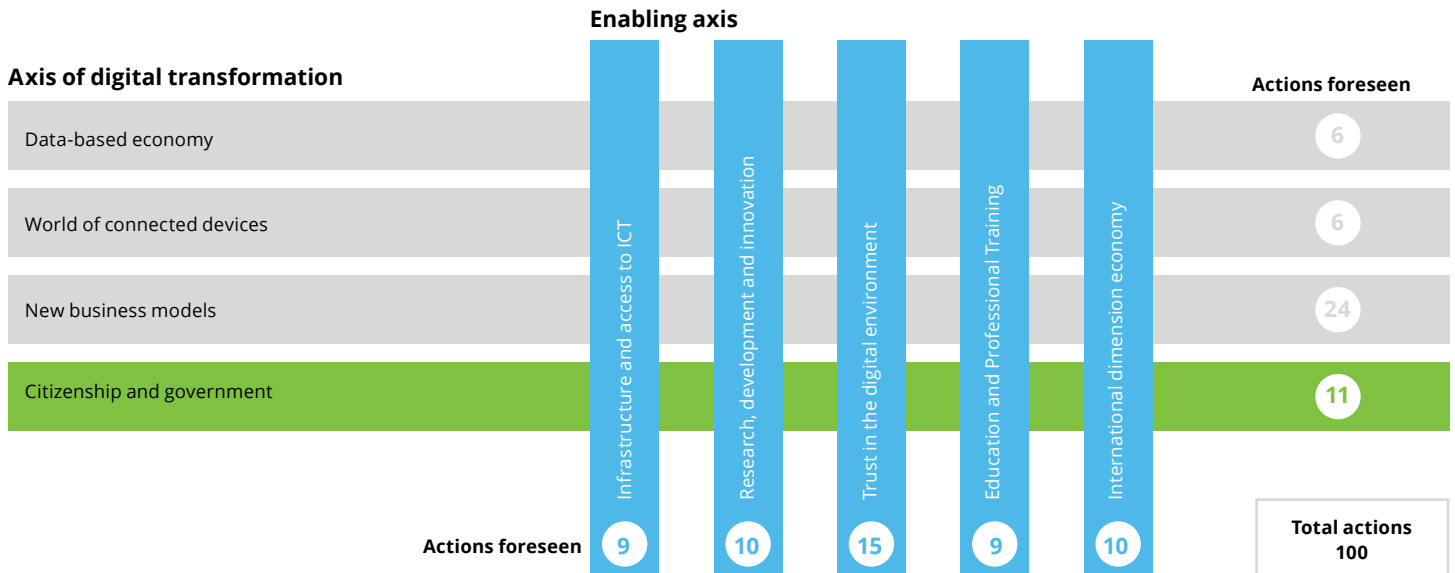 Enabling axis
Axis of digital transformation
Actions foreseen
Data-based economy
6
World of connected devices
6
New business models
24
Citizenship and government
11
Infrastructure and access to ICT
Research, development and innovation
Trust in the digital environment
Education and Professional Training
International dimension economy
Actions foreseen
9
10
15
9
10
Total actions
100